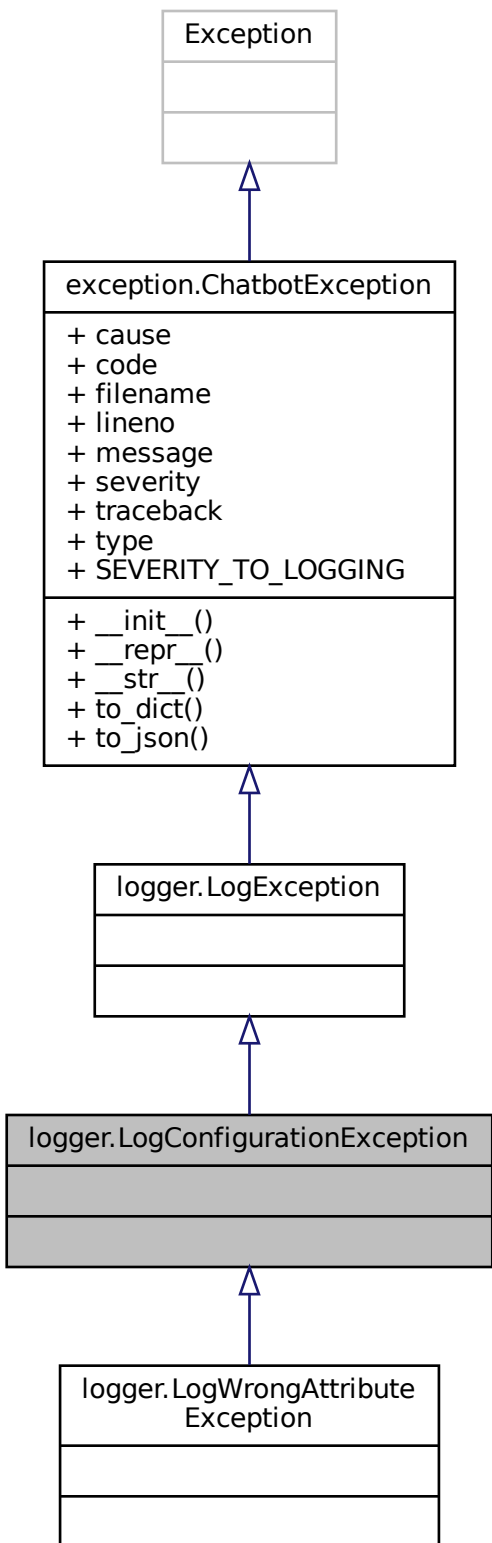 Exception
exception.ChatbotException
+ cause
+ code
+ filename
+ lineno
+ message
+ severity
+ traceback
+ type
+ SEVERITY_TO_LOGGING
+ __init__()
+ __repr__()
+ __str__()
+ to_dict()
+ to_json()
logger.LogException
logger.LogConfigurationException
logger.LogWrongAttribute
Exception